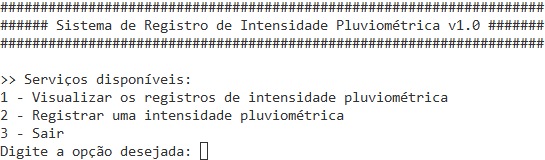 ####################################################################
###### Sistema de Registro de Intensidade Pluviométrica v1.0 #######
####################################################################
>> Serviços disponíveis:
1 - Visualizar os registros de intensidade pluviométrica
2 - Registrar uma intensidade pluviométrica
3 - Sair
Digite a opção desejada: